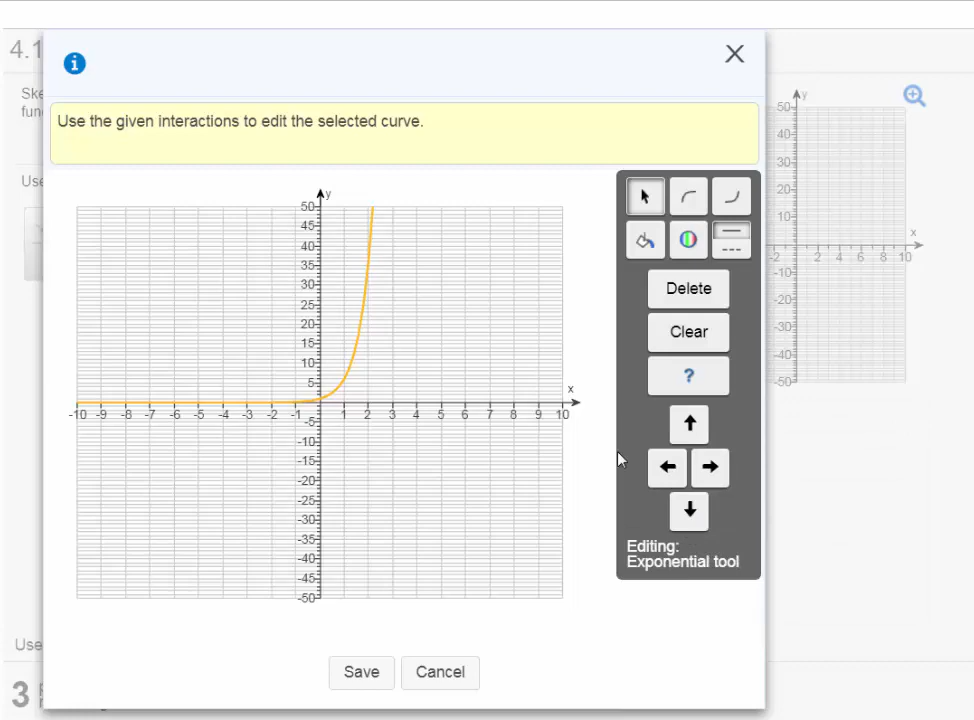 4.1
Ske
fun
Use
i
Use the given interactions to edit the selected curve.
y
50
45
40
35
30
25
20
15
10
5
x
-10 -9 -8 -7 -6 -5 -4 -3 -2 -1 1 2 3 4 5 6 7 8 9 10
-5
-10
-15
-20
-25
-30
-35
-40
-45
-50
Delete
Clear
?
Editing:
Exponential tool
Save
Cancel
y
50
40
30
20
10
x
-2 2 4 6 8 10
-10
-20
-30
-40
-50
Use
3